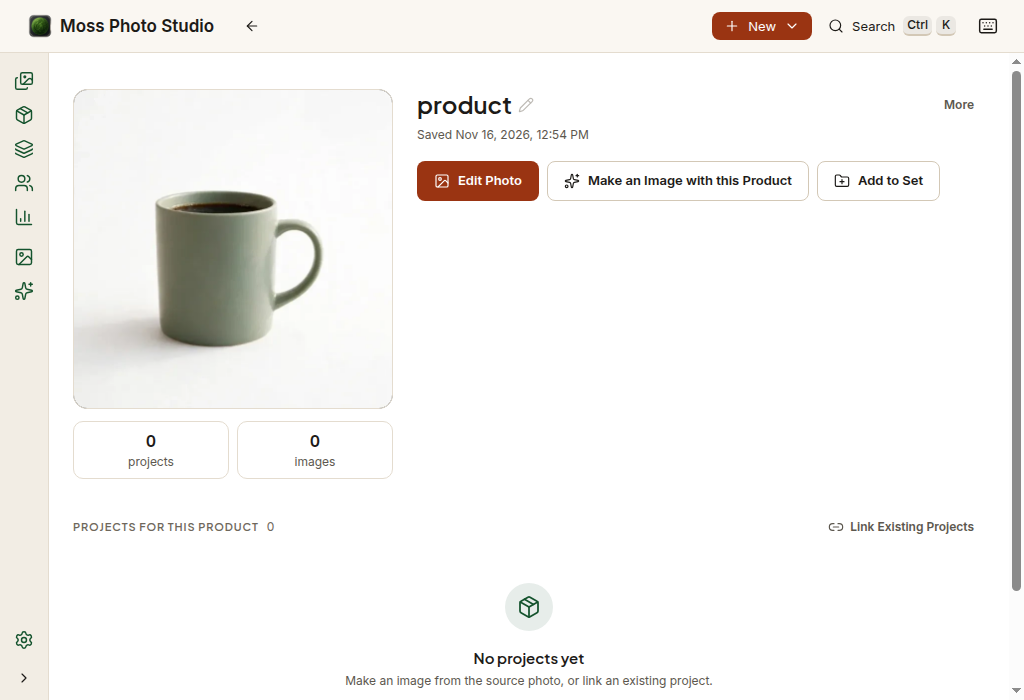 Moss Photo Studio
New
Search Ctrl K
product
More
Saved Nov 16, 2026, 12:54 PM
Edit Photo
Make an Image with this Product
Add to Set
0
projects
0
images
PROJECTS FOR THIS PRODUCT 0
Link Existing Projects
No projects yet
Make an image from the source photo, or link an existing project.